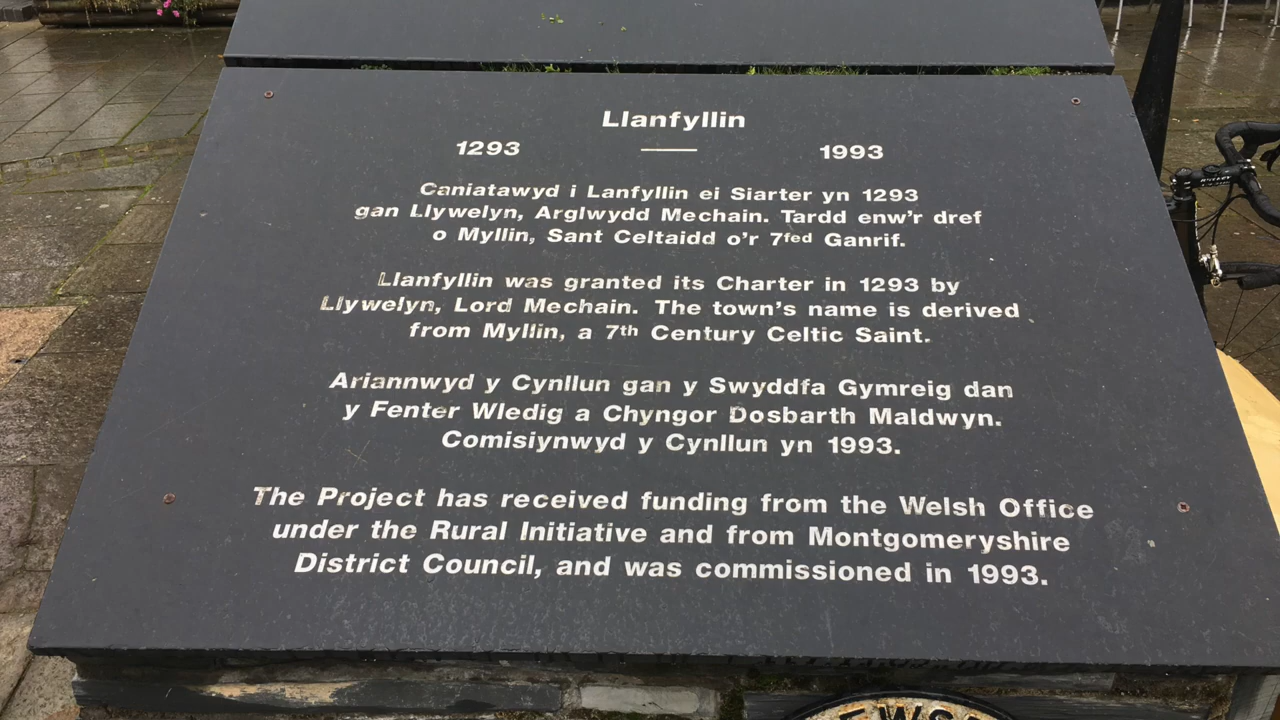 Llanfyllin
1293 — 1993
Caniatawyd i Lanfyllin ei Siarter yn 1293
gan Llywelyn, Arglwydd Mechain. Tardd enw'r dref
o Myllin, Sant Celtaidd o'r 7fed Ganrif.
Llanfyllin was granted its Charter in 1293 by
Llywelyn, Lord Mechain. The town's name is derived
from Myllin, a 7th Century Celtic Saint.
Ariannwyd y Cynllun gan y Swyddfa Gymreig dan
y Fenter Wledig a Chyngor Dosbarth Maldwyn.
Comisiynwyd y Cynllun yn 1993.
The Project has received funding from the Welsh Office
under the Rural Initiative and from Montgomeryshire
District Council, and was commissioned in 1993.